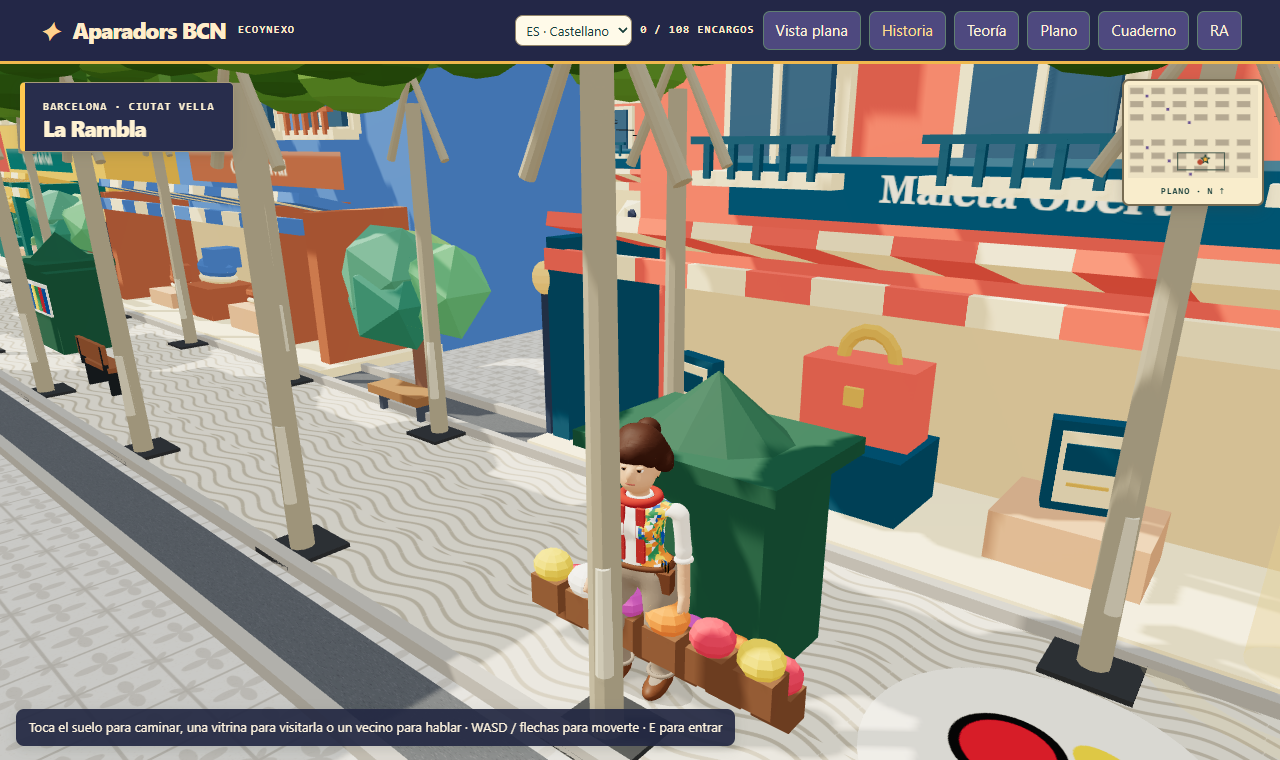 Aparadors BCN
ECOYNEXO
ES · Castellano
0 / 108 ENCARGOS
Vista plana
Historia
Teoría
Plano
Cuaderno
RA
BARCELONA · CIUTAT VELLA
La Rambla
Maleta Oberta
PLANO · N ↑
Toca el suelo para caminar, una vitrina para visitarla o un vecino para hablar · WASD / flechas para moverte · E para entrar